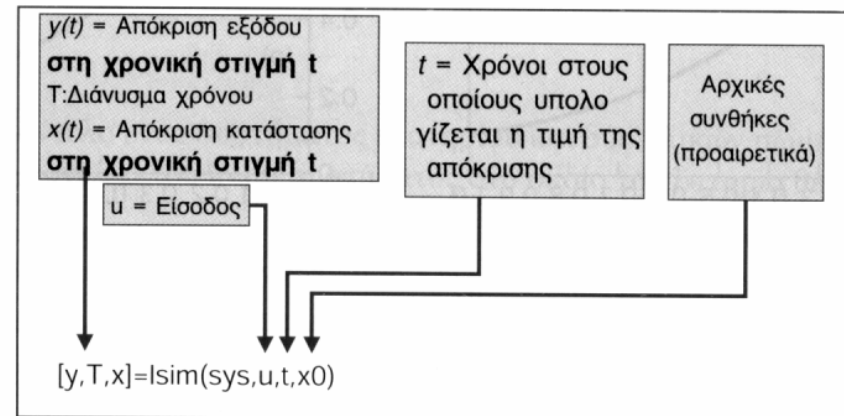 y(t) = Απόκριση εξόδου
στη χρονική στιγμή t
T:Διάνυσμα χρόνου
x(t) = Απόκριση κατάστασης
στη χρονική στιγμή t
u = Είσοδος
t = Χρόνοι στους
οποίους υπολο
γίζεται η τιμή της
απόκρισης
Αρχικές
συνθήκες
(προαιρετικά)
[y,T,x]=lsim(sys,u,t,x0)